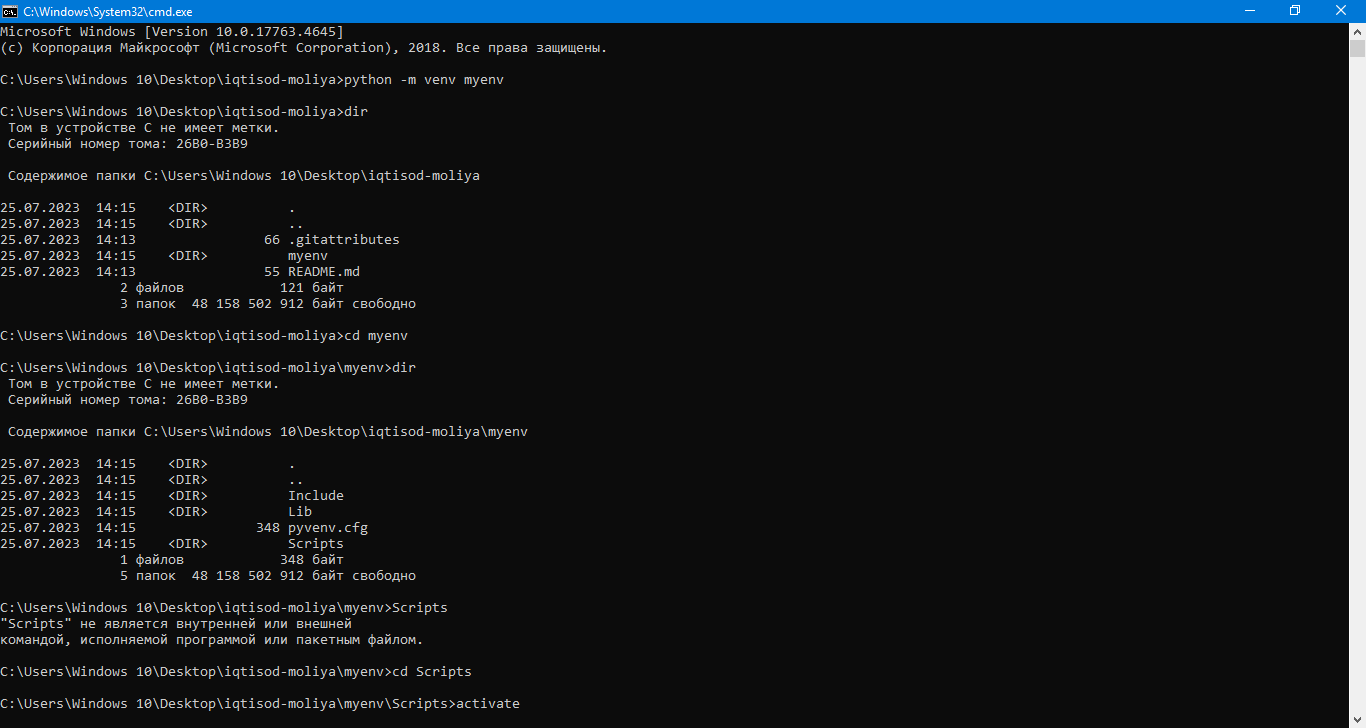 C:\Windows\System32\cmd.exe
Microsoft Windows [Version 10.0.17763.4645]
(c) Корпорация Майкрософт (Microsoft Corporation), 2018. Все права защищены.
C:\Users\Windows 10\Desktop\iqtisod-moliya>python -m venv myenv
C:\Users\Windows 10\Desktop\iqtisod-moliya>dir
Том в устройстве C не имеет метки.
Серийный номер тома: 26B0-B3B9
Содержимое папки C:\Users\Windows 10\Desktop\iqtisod-moliya
25.07.2023  14:15    <DIR>          .
25.07.2023  14:15    <DIR>          ..
25.07.2023  14:13                66 .gitattributes
25.07.2023  14:15    <DIR>          myenv
25.07.2023  14:13                55 README.md
2 файлов            121 байт
3 папок  48 158 502 912 байт свободно
C:\Users\Windows 10\Desktop\iqtisod-moliya>cd myenv
C:\Users\Windows 10\Desktop\iqtisod-moliya\myenv>dir
Том в устройстве C не имеет метки.
Серийный номер тома: 26B0-B3B9
Содержимое папки C:\Users\Windows 10\Desktop\iqtisod-moliya\myenv
25.07.2023  14:15    <DIR>          .
25.07.2023  14:15    <DIR>          ..
25.07.2023  14:15    <DIR>          Include
25.07.2023  14:15    <DIR>          Lib
25.07.2023  14:15               348 pyvenv.cfg
25.07.2023  14:15    <DIR>          Scripts
1 файлов            348 байт
5 папок  48 158 502 912 байт свободно
C:\Users\Windows 10\Desktop\iqtisod-moliya\myenv>Scripts
"Scripts" не является внутренней или внешней
командой, исполняемой программой или пакетным файлом.
C:\Users\Windows 10\Desktop\iqtisod-moliya\myenv>cd Scripts
C:\Users\Windows 10\Desktop\iqtisod-moliya\myenv\Scripts>activate